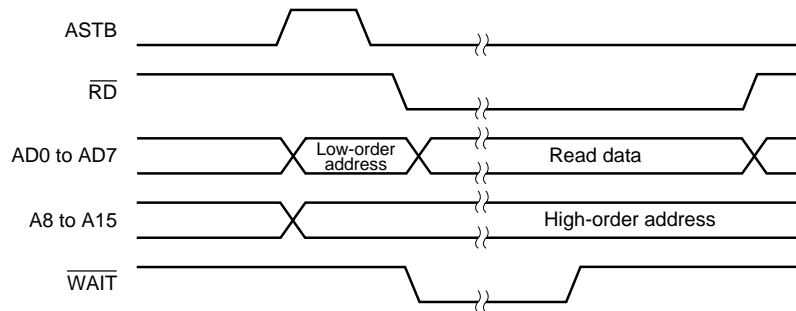 ASTB
RD
AD0 to AD7
Low-order
address
Read data
A8 to A15
High-order address
WAIT